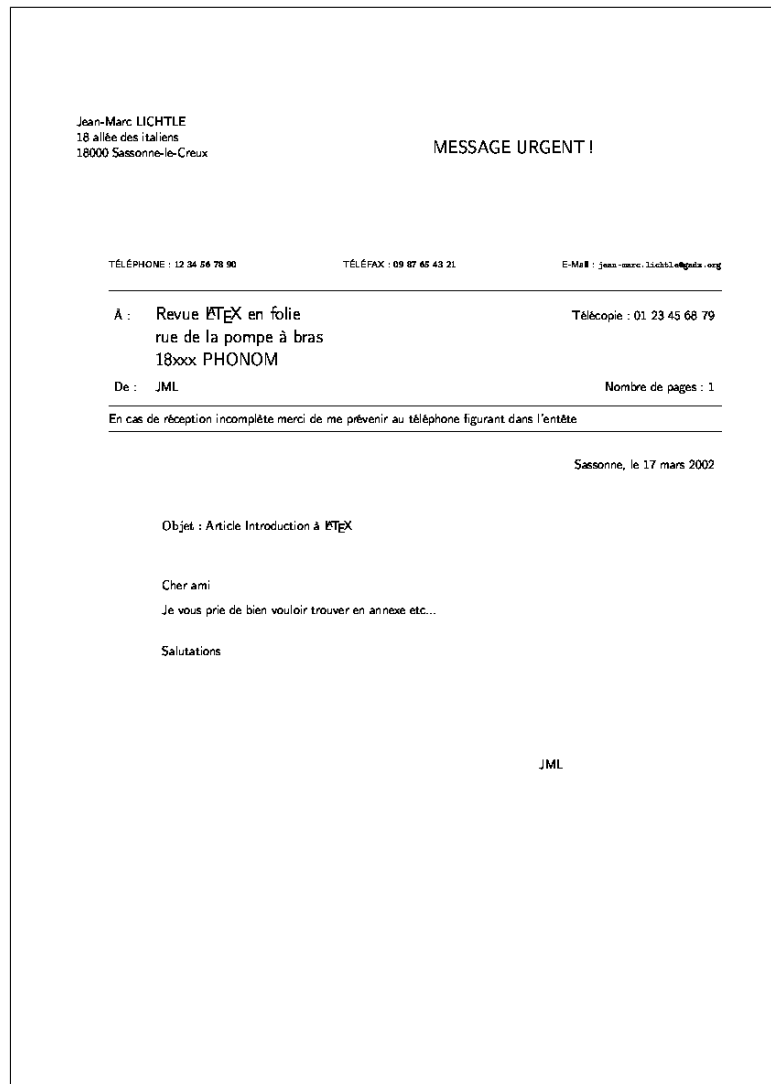 Jean-Marc LICHTLE
18 allée des italiens
18000 Sassonne-le-Creux
MESSAGE URGENT !
TÉLÉPHONE : 12 34 56 78 90 TÉLÉFAX : 09 87 65 43 21 E-Mail : jean-marc.lichtle@gadz.org
À : Revue LATEX en folie Télécopie : 01 23 45 68 79
rue de la pompe à bras
18xxx PHONOM
De : JML Nombre de pages : 1
En cas de réception incomplète merci de me prévenir au téléphone figurant dans l'entête
Sassonne, le 17 mars 2002
Objet : Article Introduction à LATEX
Cher ami
Je vous prie de bien vouloir trouver en annexe etc...
Salutations
JML